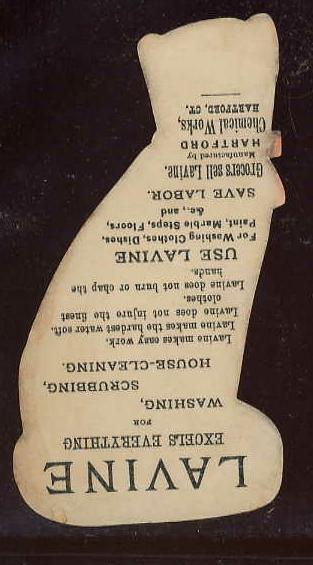 LAVINE
EXCELS EVERYTHING
FOR
WASHING,
SCRUBBING,
HOUSE-CLEANING.
Lavine makes easy work.
Lavine makes the hardest water soft.
Lavine does not injure the finest
clothes.
Lavine does not burn or chap the
hands.
USE LAVINE
For Washing Clothes, Dishes,
Paint, Marble Steps, Floors,
&c., and
SAVE LABOR.
Grocers sell Lavine.
Manufactured by
HARTFORD
Chemical Works,
HARTFORD, CT.